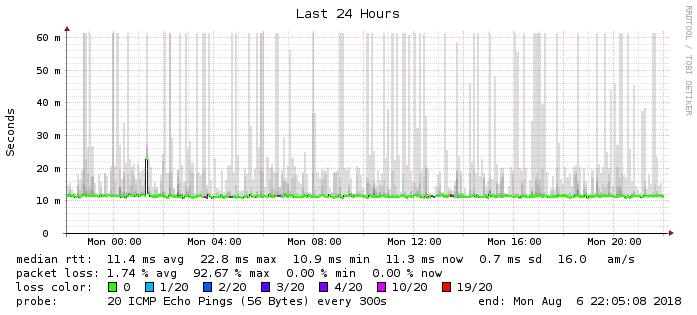 Last 24 Hours
RRDTOOL / TOBI OETIKER
Seconds
60 m
50 m
40 m
30 m
20 m
10 m
0
Mon 00:00 Mon 04:00 Mon 08:00 Mon 12:00 Mon 16:00 Mon 20:00
median rtt: 11.4 ms avg 22.8 ms max 10.9 ms min 11.3 ms now 0.7 ms sd 16.0 am/s
packet loss: 1.74 % avg 92.67 % max 0.00 % min 0.00 % now
loss color: 0 1/20 2/20 3/20 4/20 10/20 19/20
probe: 20 ICMP Echo Pings (56 Bytes) every 300s end: Mon Aug 6 22:05:08 2018